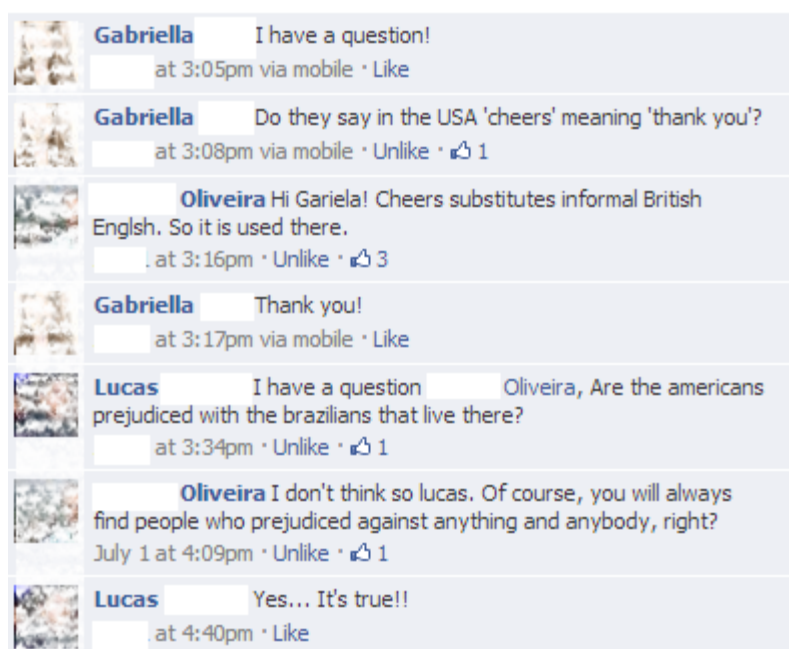 Gabriella I have a question!
at 3:05pm via mobile · Like
Gabriella Do they say in the USA 'cheers' meaning 'thank you'?
at 3:08pm via mobile · Unlike · 1
Oliveira Hi Gariela! Cheers substitutes informal British
Englsh. So it is used there.
. at 3:16pm · Unlike · 3
Gabriella Thank you!
at 3:17pm via mobile · Like
Lucas I have a question Oliveira, Are the americans
prejudiced with the brazilians that live there?
at 3:34pm · Unlike · 1
Oliveira I don't think so lucas. Of course, you will always
find people who prejudiced against anything and anybody, right?
July 1 at 4:09pm · Unlike · 1
Lucas Yes... It's true!!
at 4:40pm · Like